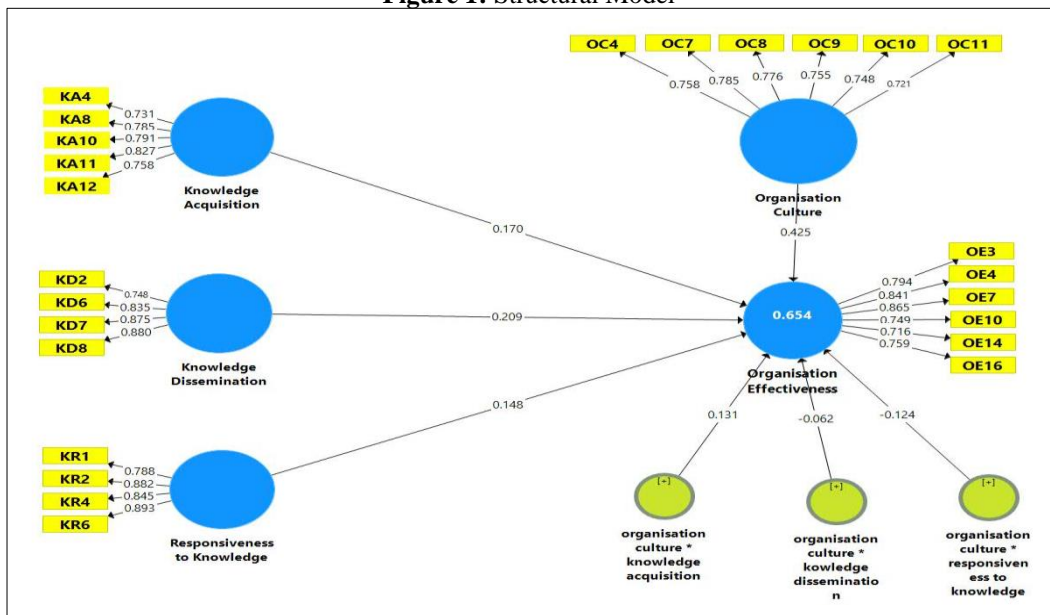 Figure 1: Structural Model
OC4 OC7 OC8 OC9 OC10 OC11
0.758 0.785 0.776 0.755 0.748 0.721
Organisation
Culture
0.425
KA4
KA8
KA10
KA11
KA12
0.731
0.785
0.791
0.827
0.758
Knowledge
Acquisition
0.170
KD2
KD6
KD7
KD8
0.748
0.835
0.875
0.880
Knowledge
Dissemination
0.209
KR1
KR2
KR4
KR6
0.788
0.882
0.845
0.893
Responsiveness
to Knowledge
0.148
0.654
Organisation
Effectiveness
0.794
0.841
0.865
0.749
0.716
0.759
OE3
OE4
OE7
OE10
OE14
OE16
0.131
-0.062
-0.124
[+]
organisation
culture *
knowledge
acquisition
[+]
organisation
culture *
kowledge
disseminatio
n
[+]
organisation
culture *
responsiven
ess to
knowledge